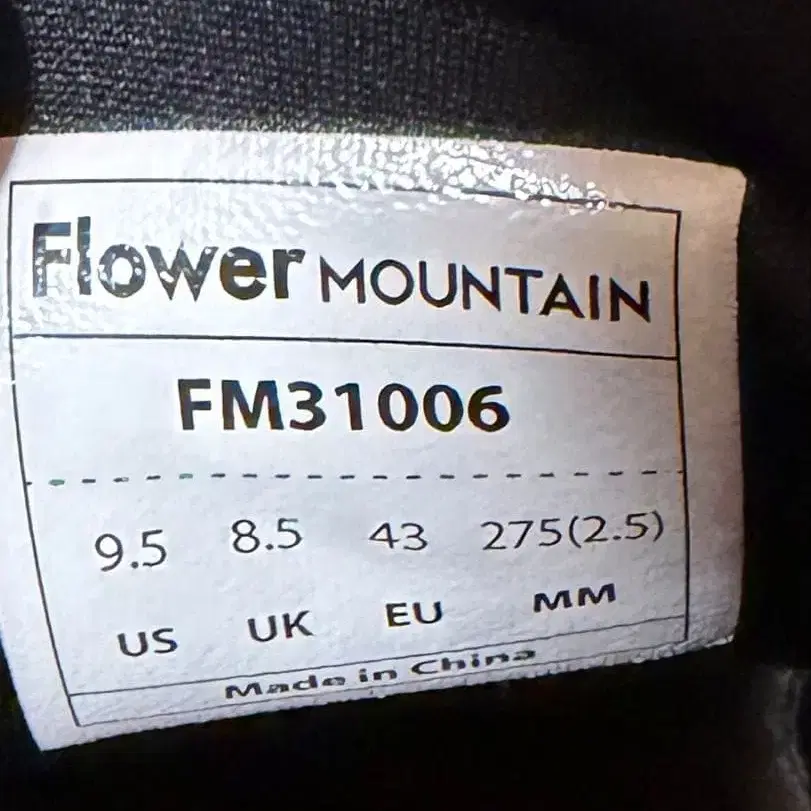 Flower MOUNTAIN
FM31006
9.5 8.5 43 275(2.5)
US UK EU MM
Made in China